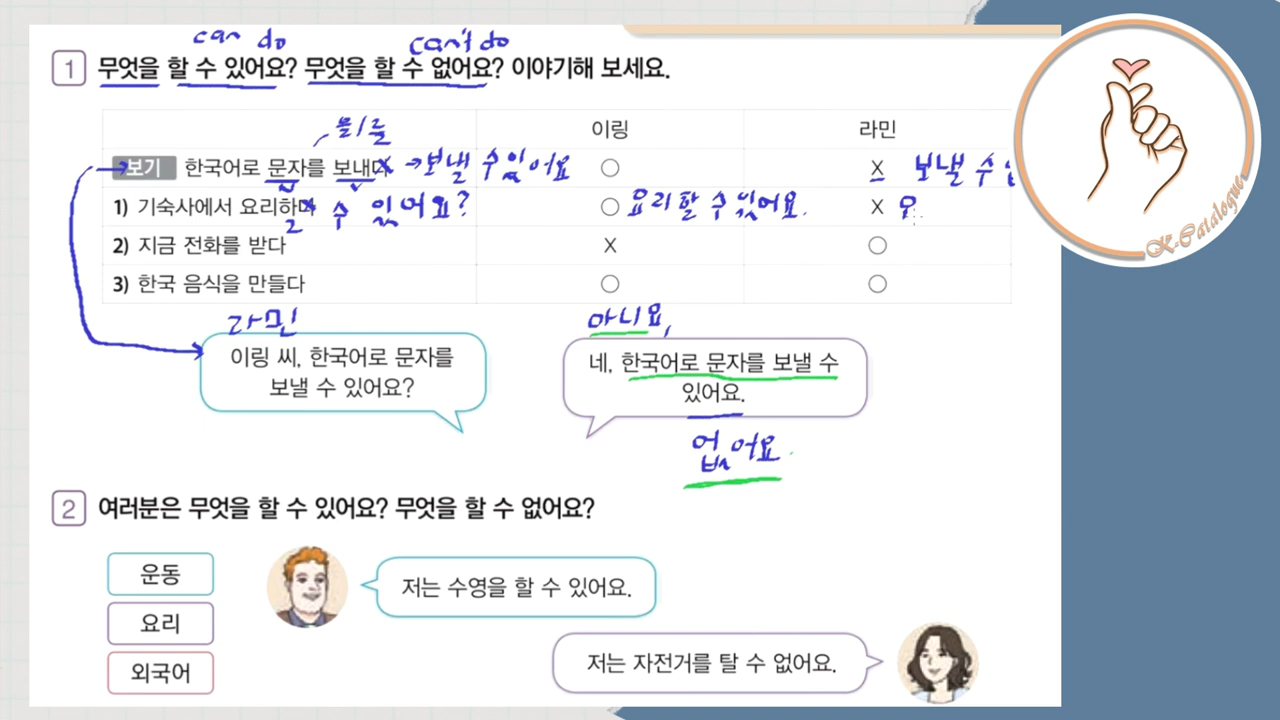 can do can't do
1 무엇을 할 수 있어요? 무엇을 할 수 없어요? 이야기해 보세요.
을/를
이링 라민
보기 한국어로 문자를 보내다 →보낼 수 있어요 ○ X 보낼 수
1) 기숙사에서 요리하다 ㄹ 수 있어요? ○ 요리할 수 있어요. X 요
2) 지금 전화를 받다 X ○
3) 한국 음식을 만들다 ○ ○
라민 아니요,
이링 씨, 한국어로 문자를
보낼 수 있어요?
네, 한국어로 문자를 보낼 수
있어요.
없어요.
2 여러분은 무엇을 할 수 있어요? 무엇을 할 수 없어요?
운동
요리
외국어
저는 수영을 할 수 있어요.
저는 자전거를 탈 수 없어요.
K-Catalogue